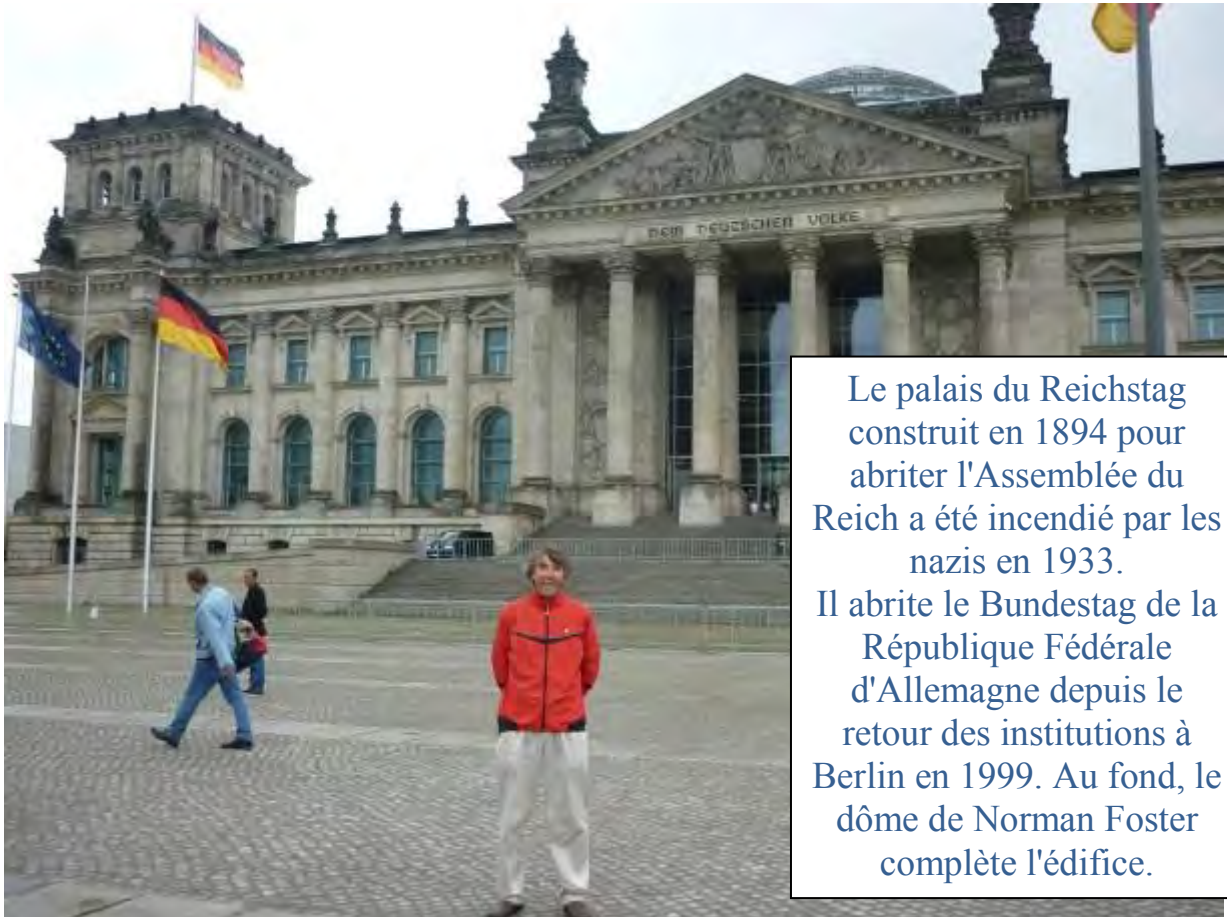 DEM DEUTSCHEN VOLKE
Le palais du Reichstag
construit en 1894 pour
abriter l'Assemblée du
Reich a été incendié par les
nazis en 1933.
Il abrite le Bundestag de la
République Fédérale
d'Allemagne depuis le
retour des institutions à
Berlin en 1999. Au fond, le
dôme de Norman Foster
complète l'édifice.